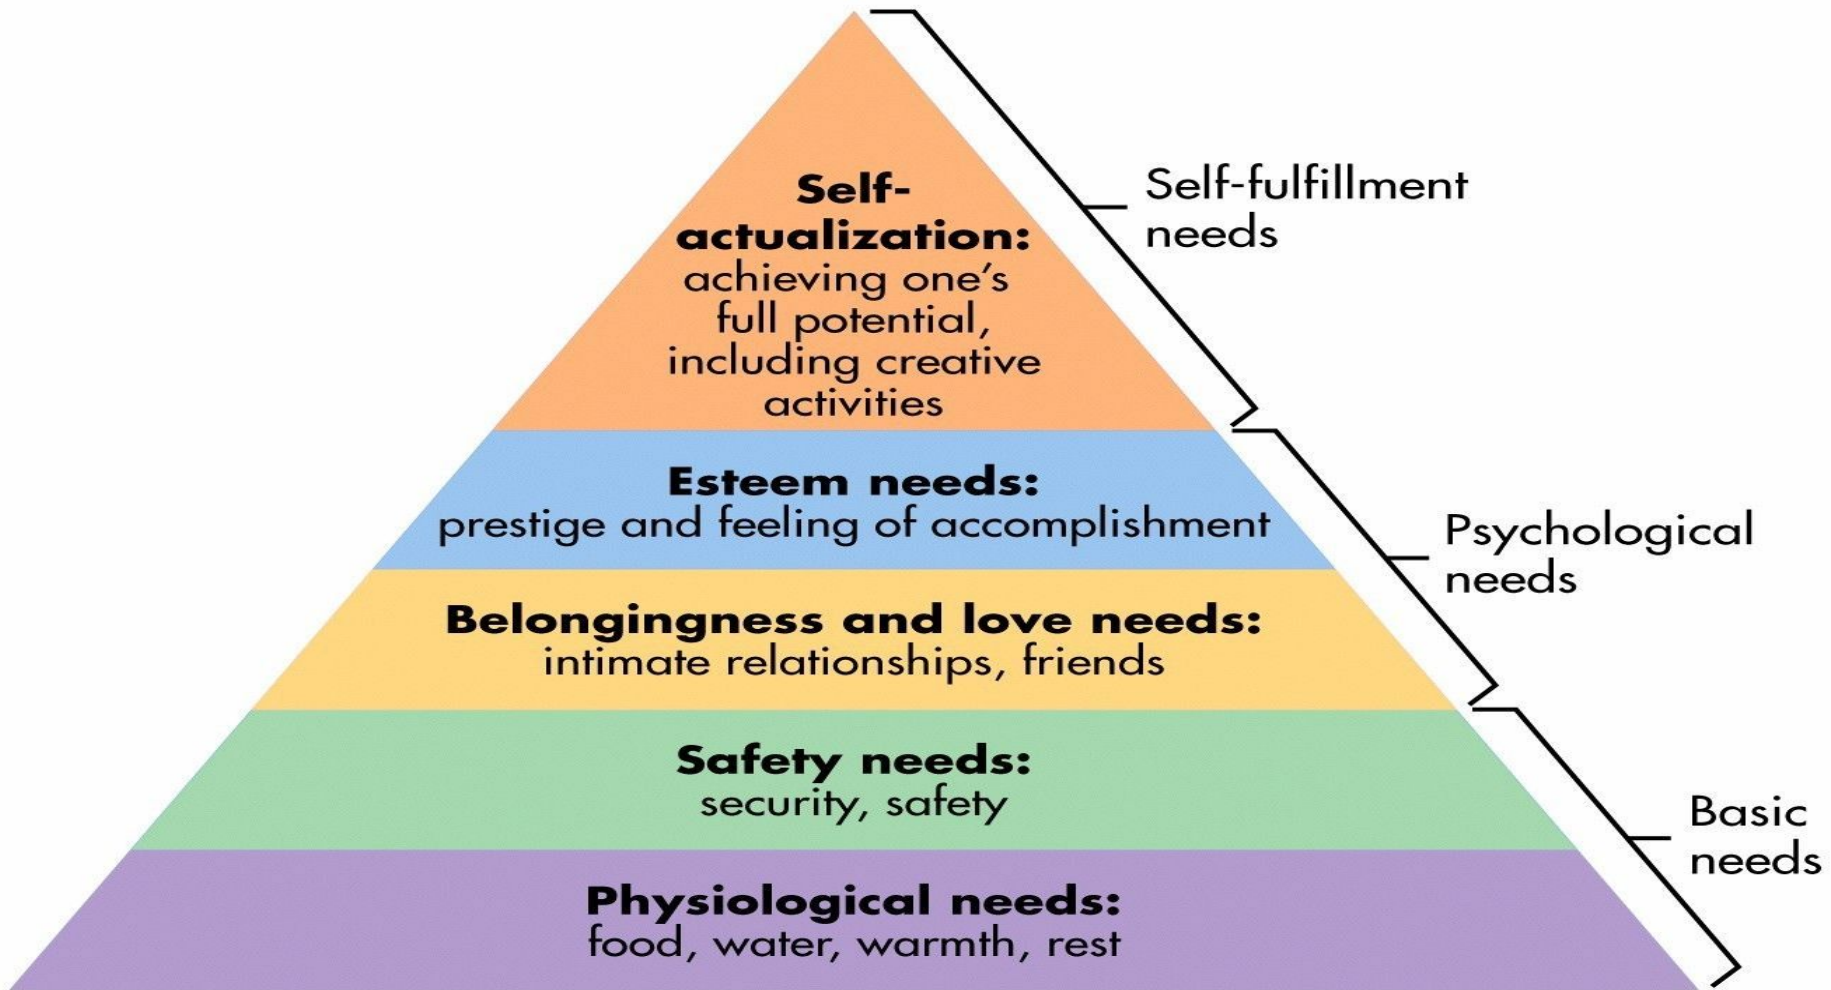 Self-
actualization:
achieving one's
full potential,
including creative
activities
Self-fulfillment
needs
Esteem needs:
prestige and feeling of accomplishment
Psychological
needs
Belongingness and love needs:
intimate relationships, friends
Safety needs:
security, safety
Basic
needs
Physiological needs:
food, water, warmth, rest